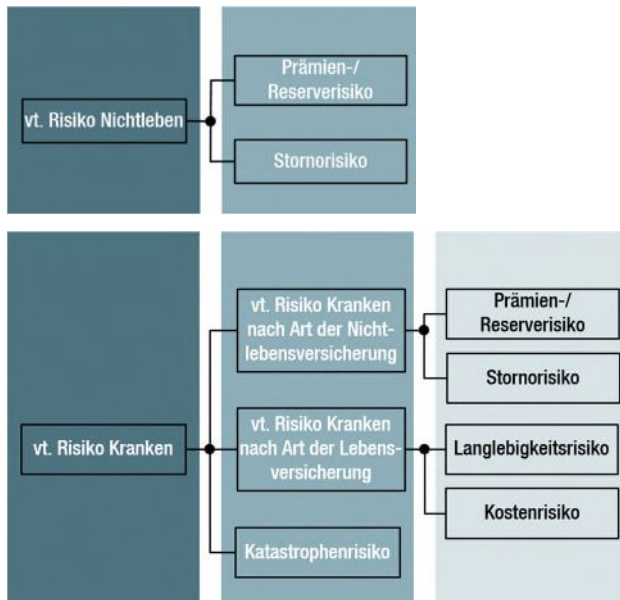 vt. Risiko Nichtleben
Prämien-/
Reserverisiko
Stornorisiko
vt. Risiko Kranken
vt. Risiko Kranken
nach Art der Nicht-
lebensversicherung
Prämien-/
Reserverisiko
Stornorisiko
vt. Risiko Kranken
nach Art der Lebens-
versicherung
Langlebigkeitsrisiko
Kostenrisiko
Katastrophenrisiko